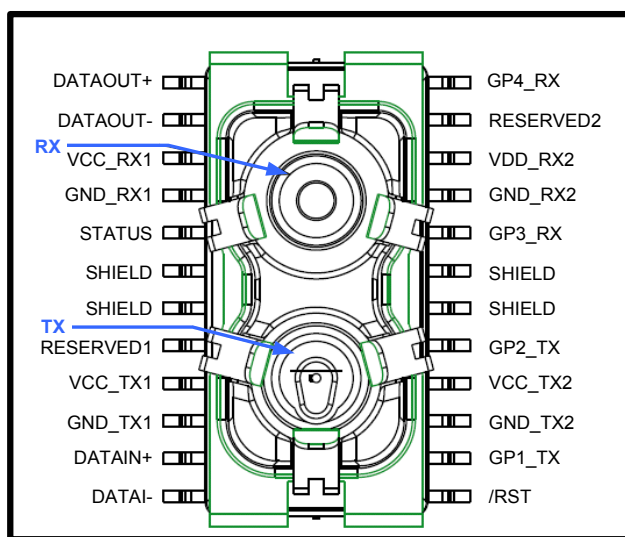 DATAOUT+ GP4_RX
DATAOUT- RESERVED2
RX
VCC_RX1 VDD_RX2
GND_RX1 GND_RX2
STATUS GP3_RX
SHIELD SHIELD
SHIELD SHIELD
TX
RESERVED1 GP2_TX
VCC_TX1 VCC_TX2
GND_TX1 GND_TX2
DATAIN+ GP1_TX
DATAI- /RST